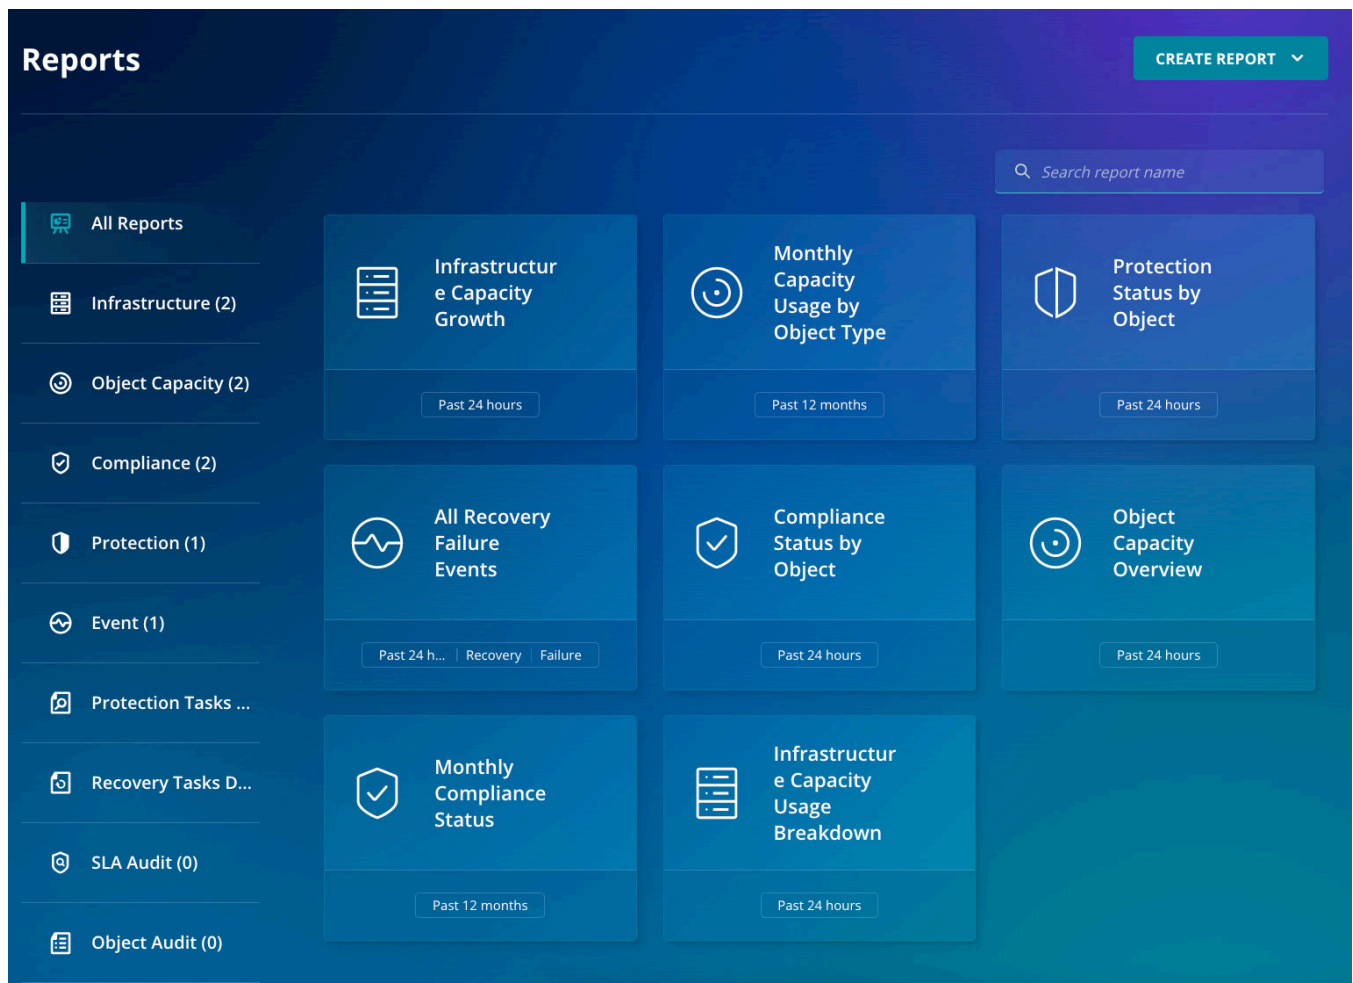 Reports
CREATE REPORT
Search report name
All Reports
Infrastructure (2)
Object Capacity (2)
Compliance (2)
Protection (1)
Event (1)
Protection Tasks ...
Recovery Tasks D...
SLA Audit (0)
Object Audit (0)
Infrastructur
e Capacity
Growth
Past 24 hours
Monthly
Capacity
Usage by
Object Type
Past 12 months
Protection
Status by
Object
Past 24 hours
All Recovery
Failure
Events
Past 24 h... | Recovery | Failure
Compliance
Status by
Object
Past 24 hours
Object
Capacity
Overview
Past 24 hours
Monthly
Compliance
Status
Past 12 months
Infrastructur
e Capacity
Usage
Breakdown
Past 24 hours